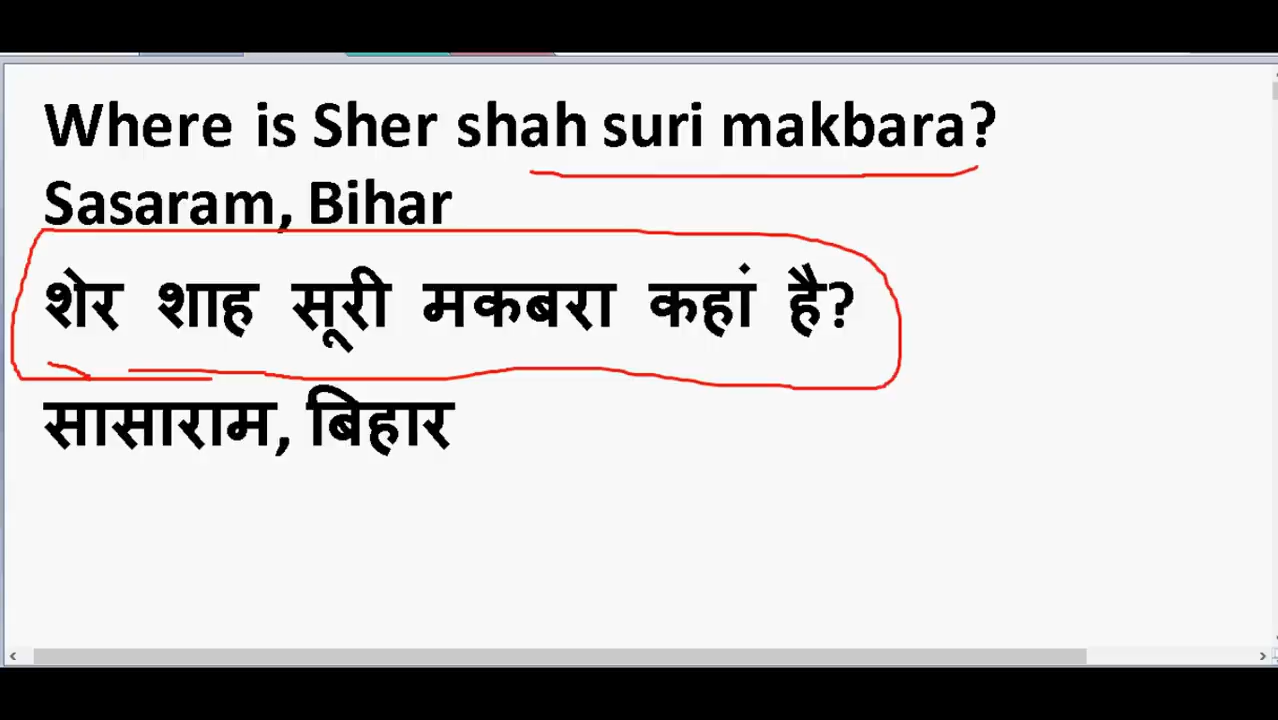 Where is Sher shah suri makbara?
Sasaram, Bihar
शेर शाह सूरी मकबरा कहां है?
सासाराम, बिहार